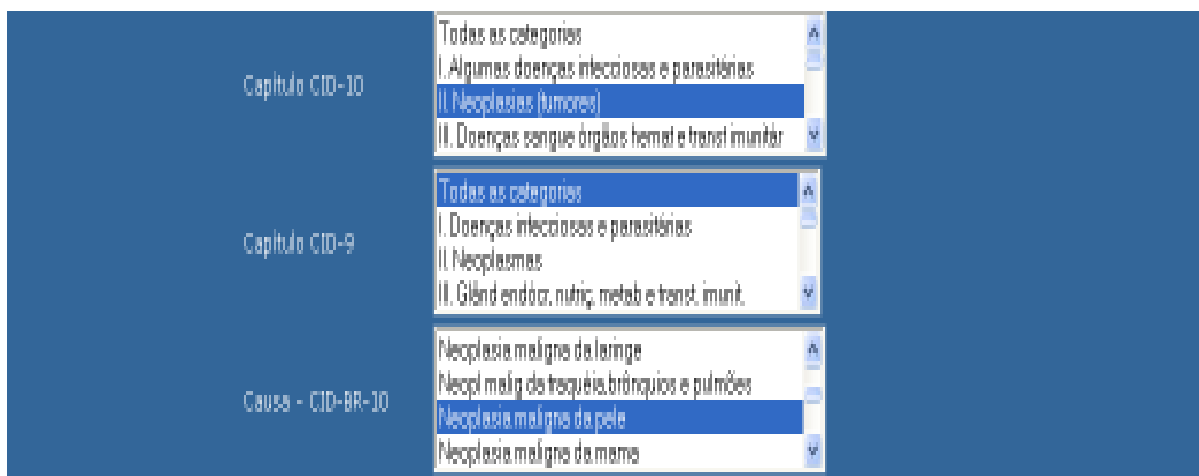 Todas as categorias
I. Algumas doenças infecciosas e parasitárias
Capítulo CID-10
II. Neoplasias (tumores)
III. Doenças sangue órgãos hemat e transt imunitár
Todas as categorias
I. Doenças infecciosas e parasitárias
Capítulo CID-9
II. Neoplasmas
III. Glând endócr, nutriç, metab e transt. imunit.
Neoplasia maligna da laringe
Neopl malig da traquéia,brônquios e pulmões
Causa - CID-BR-10
Neoplasia maligna da pele
Neoplasia maligna da mama